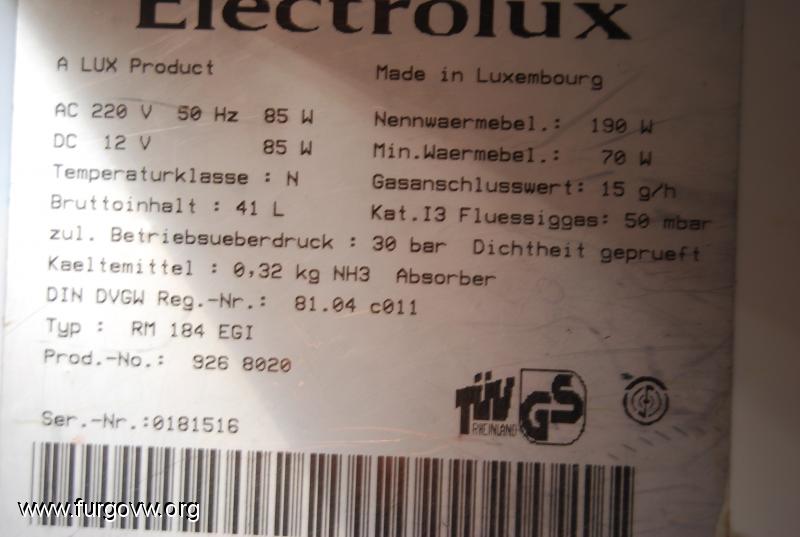 Electrolux
A LUX Product
Made in Luxembourg
AC 220 V 50 Hz 85 W
Nennwaermebel.: 190 W
DC 12 V 85 W
Min.Waermebel.: 70 W
Temperaturklasse : N
Gasanschlusswert: 15 g/h
Bruttoinhalt : 41 L
Kat.I3 Fluessiggas: 50 mbar
zul. Betriebsueberdruck : 30 bar Dichtheit geprueft
Kaeltemittel : 0,32 kg NH3 Absorber
DIN DVGW Reg.-Nr.: 81.04 c011
Typ : RM 184 EGI
Prod.-No.: 926 8020
TÜV
RHEINLAND
GS
Ser.-Nr.:0181516
www.furgovw.org